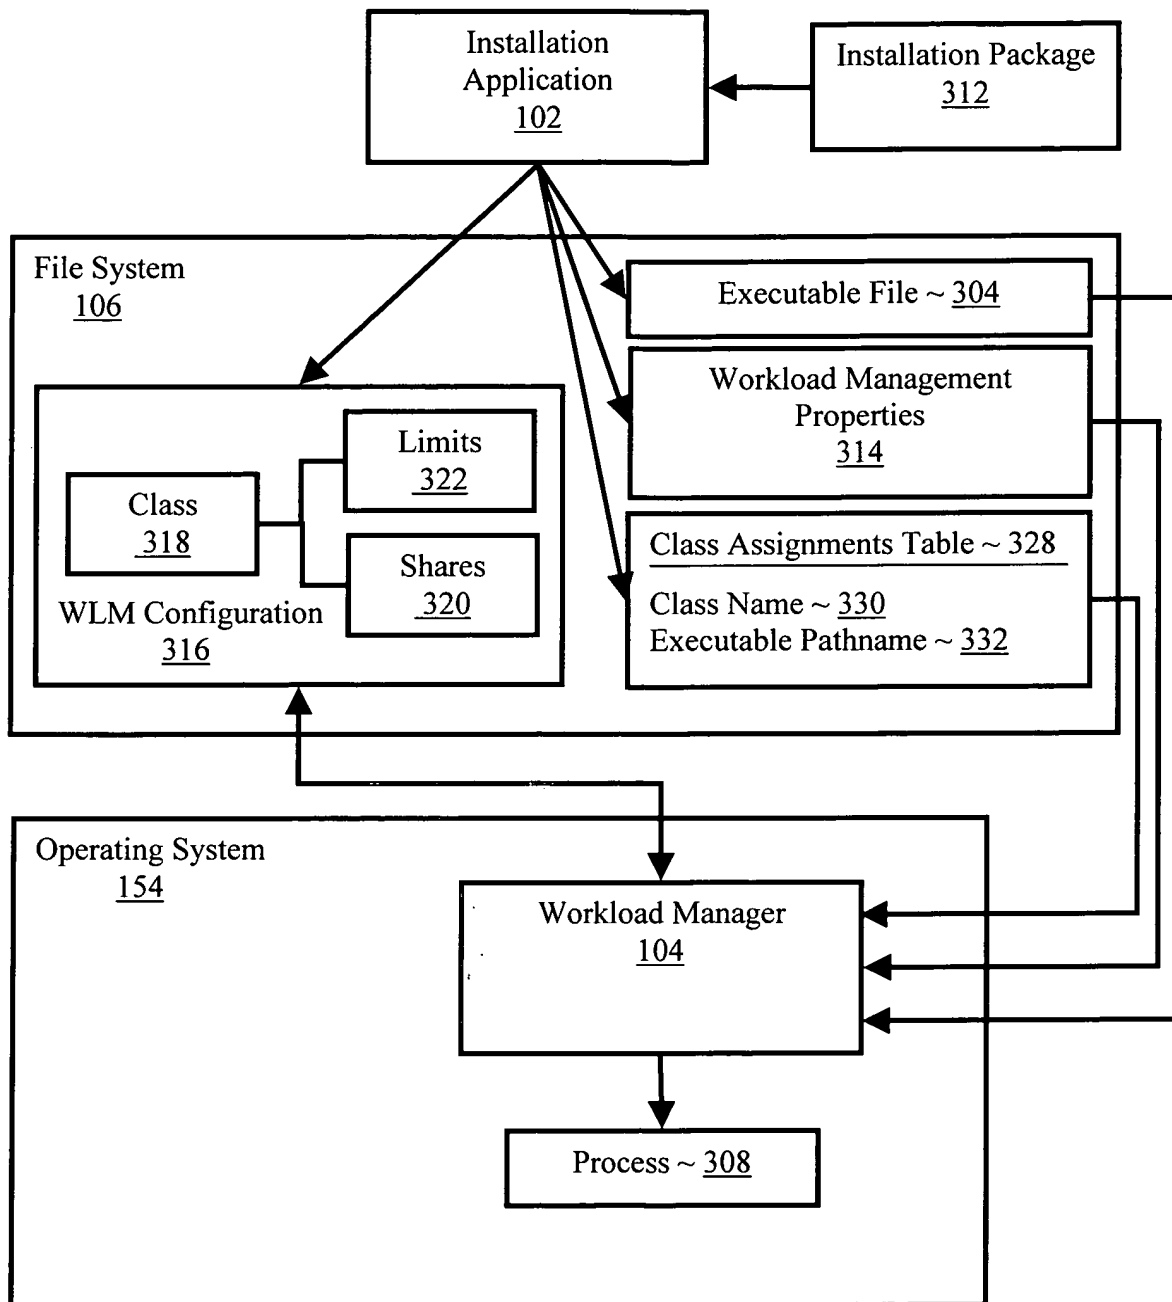 Installation
Application
102
Installation Package
312
File System
106
Executable File ~ 304
Workload Management
Properties
314
Limits
322
Class
318
Shares
320
WLM Configuration
316
Class Assignments Table ~ 328
Class Name ~ 330
Executable Pathname ~ 332
Operating System
154
Workload Manager
104
Process ~ 308